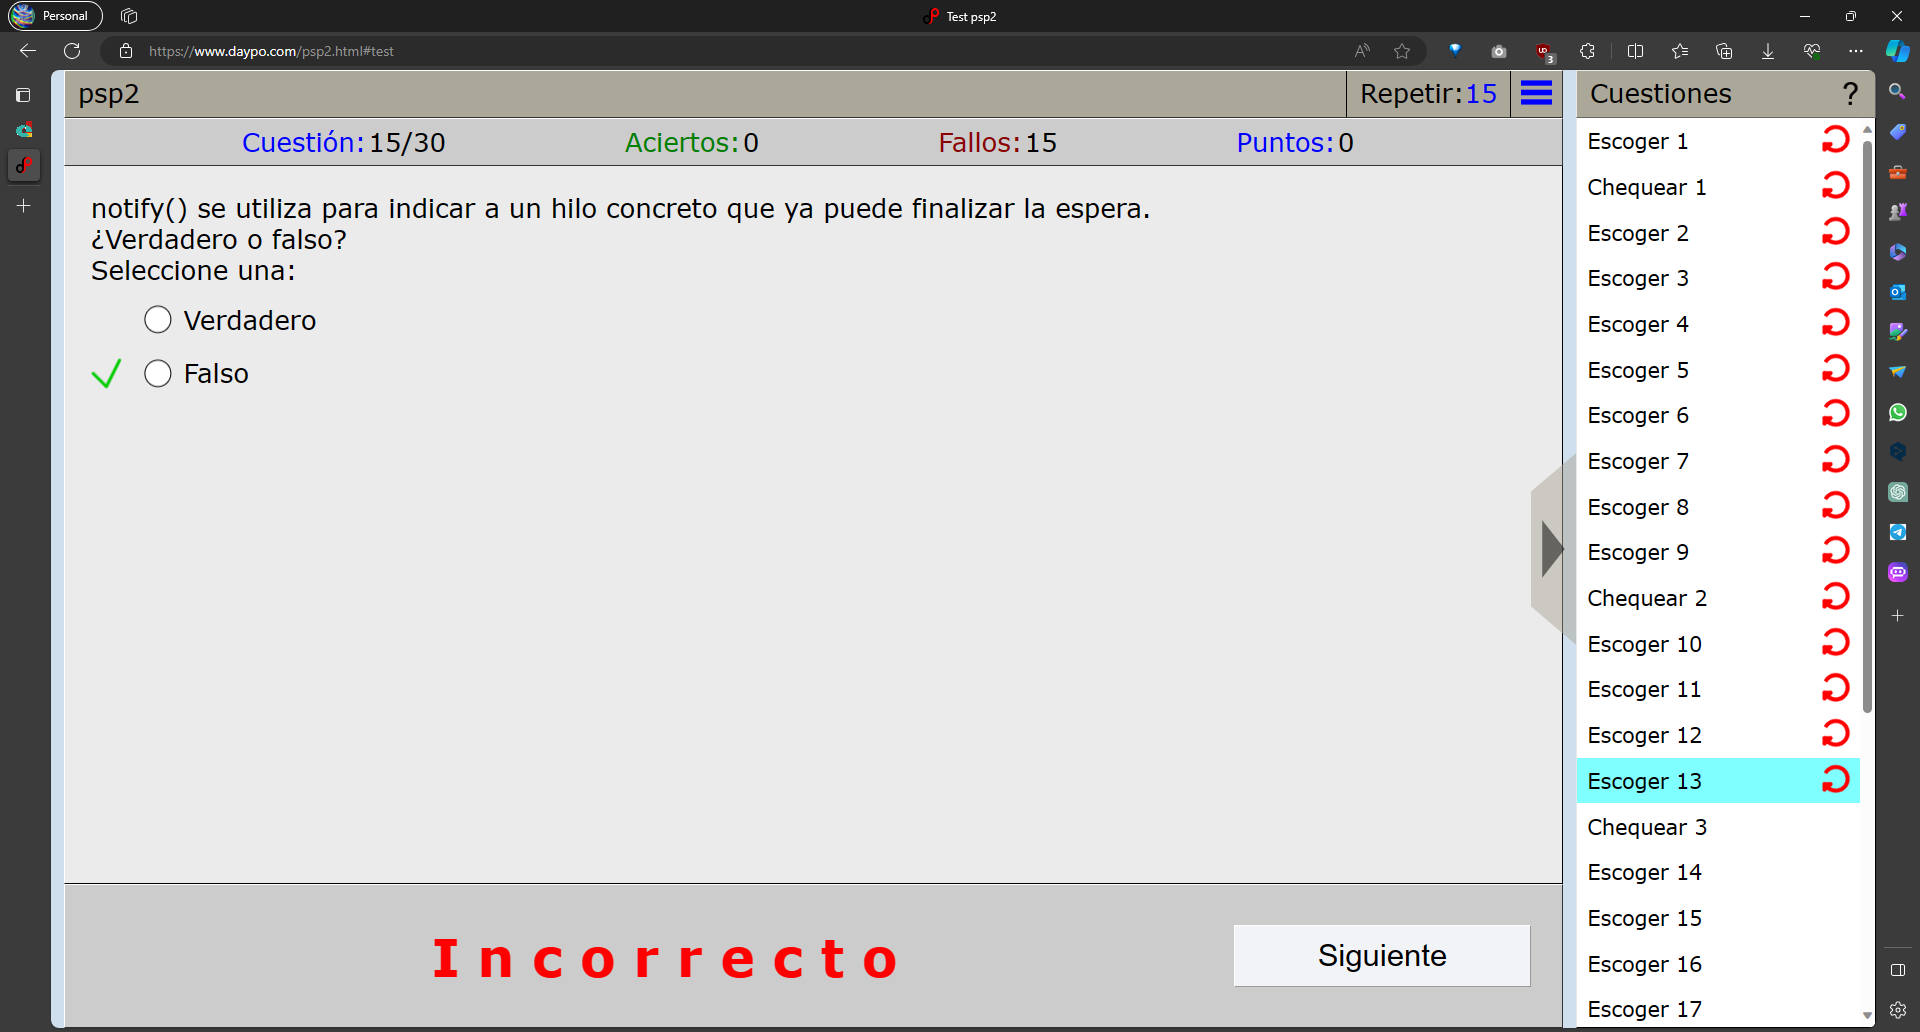 Personal
Test psp2
https://www.daypo.com/psp2.html#test
3
psp2
Repetir:15
Cuestiones
?
Cuestión:15/30
Aciertos:0
Fallos:15
Puntos:0
notify() se utiliza para indicar a un hilo concreto que ya puede finalizar la espera.
¿Verdadero o falso?
Seleccione una:
Verdadero
Falso
Incorrecto
Siguiente
Escoger 1
Chequear 1
Escoger 2
Escoger 3
Escoger 4
Escoger 5
Escoger 6
Escoger 7
Escoger 8
Escoger 9
Chequear 2
Escoger 10
Escoger 11
Escoger 12
Escoger 13
Chequear 3
Escoger 14
Escoger 15
Escoger 16
Escoger 17